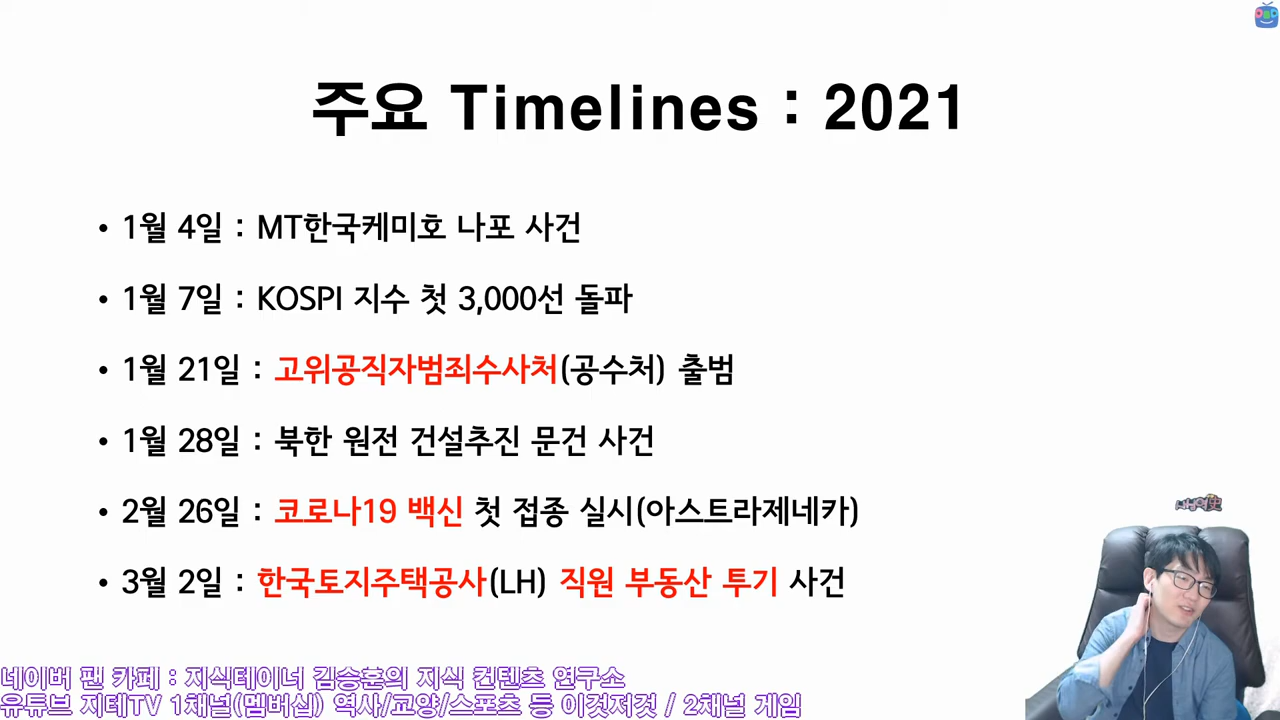 주요 Timelines : 2021
• 1월 4일 : MT한국케미호 나포 사건
• 1월 7일 : KOSPI 지수 첫 3,000선 돌파
• 1월 21일 : 고위공직자범죄수사처(공수처) 출범
• 1월 28일 : 북한 원전 건설추진 문건 사건
• 2월 26일 : 코로나19 백신 첫 접종 실시(아스트라제네카)
• 3월 2일 : 한국토지주택공사(LH) 직원 부동산 투기 사건
네이버 팬 카페 : 지식테이너 김승훈의 지식 컨텐츠 연구소
유튜브 지테TV 1채널(멤버십) 역사/교양/스포츠 등 이것저것 / 2채널 게임